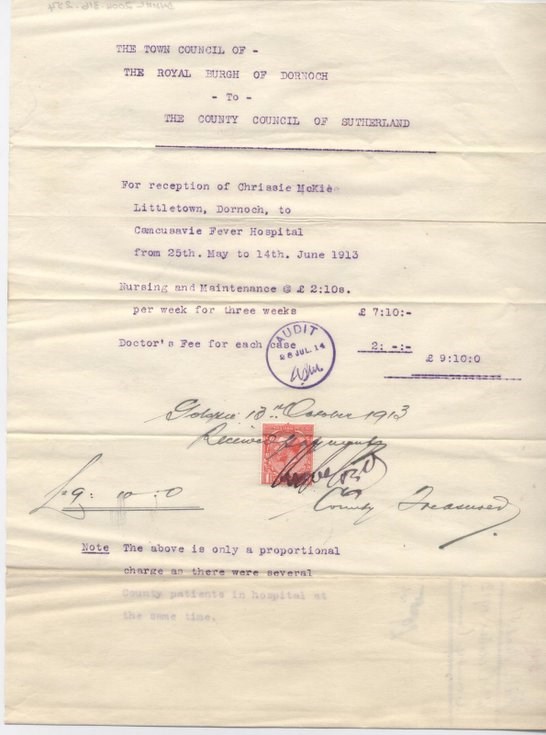 THE TOWN COUNCIL OF -
THE ROYAL BURGH OF DORNOCH
- To -
THE COUNTY COUNCIL OF SUTHERLAND
For reception of Chrissie McKie
Littletown, Dornoch, to
Camcusavie Fever Hospital
from 25th. May to 14th. June 1913
Nursing and Maintenance @ £ 2:10s.
per week for three weeks £ 7:10:-
Doctor's Fee for each case 2: -:-
£ 9:10:0
AUDIT
JUL. 14
Golspie 13th October 1913
Received payment
£9: 10: 0
County Treasurer
Note The above is only a proportional
charge as there were several
County patients in hospital at
the same time.